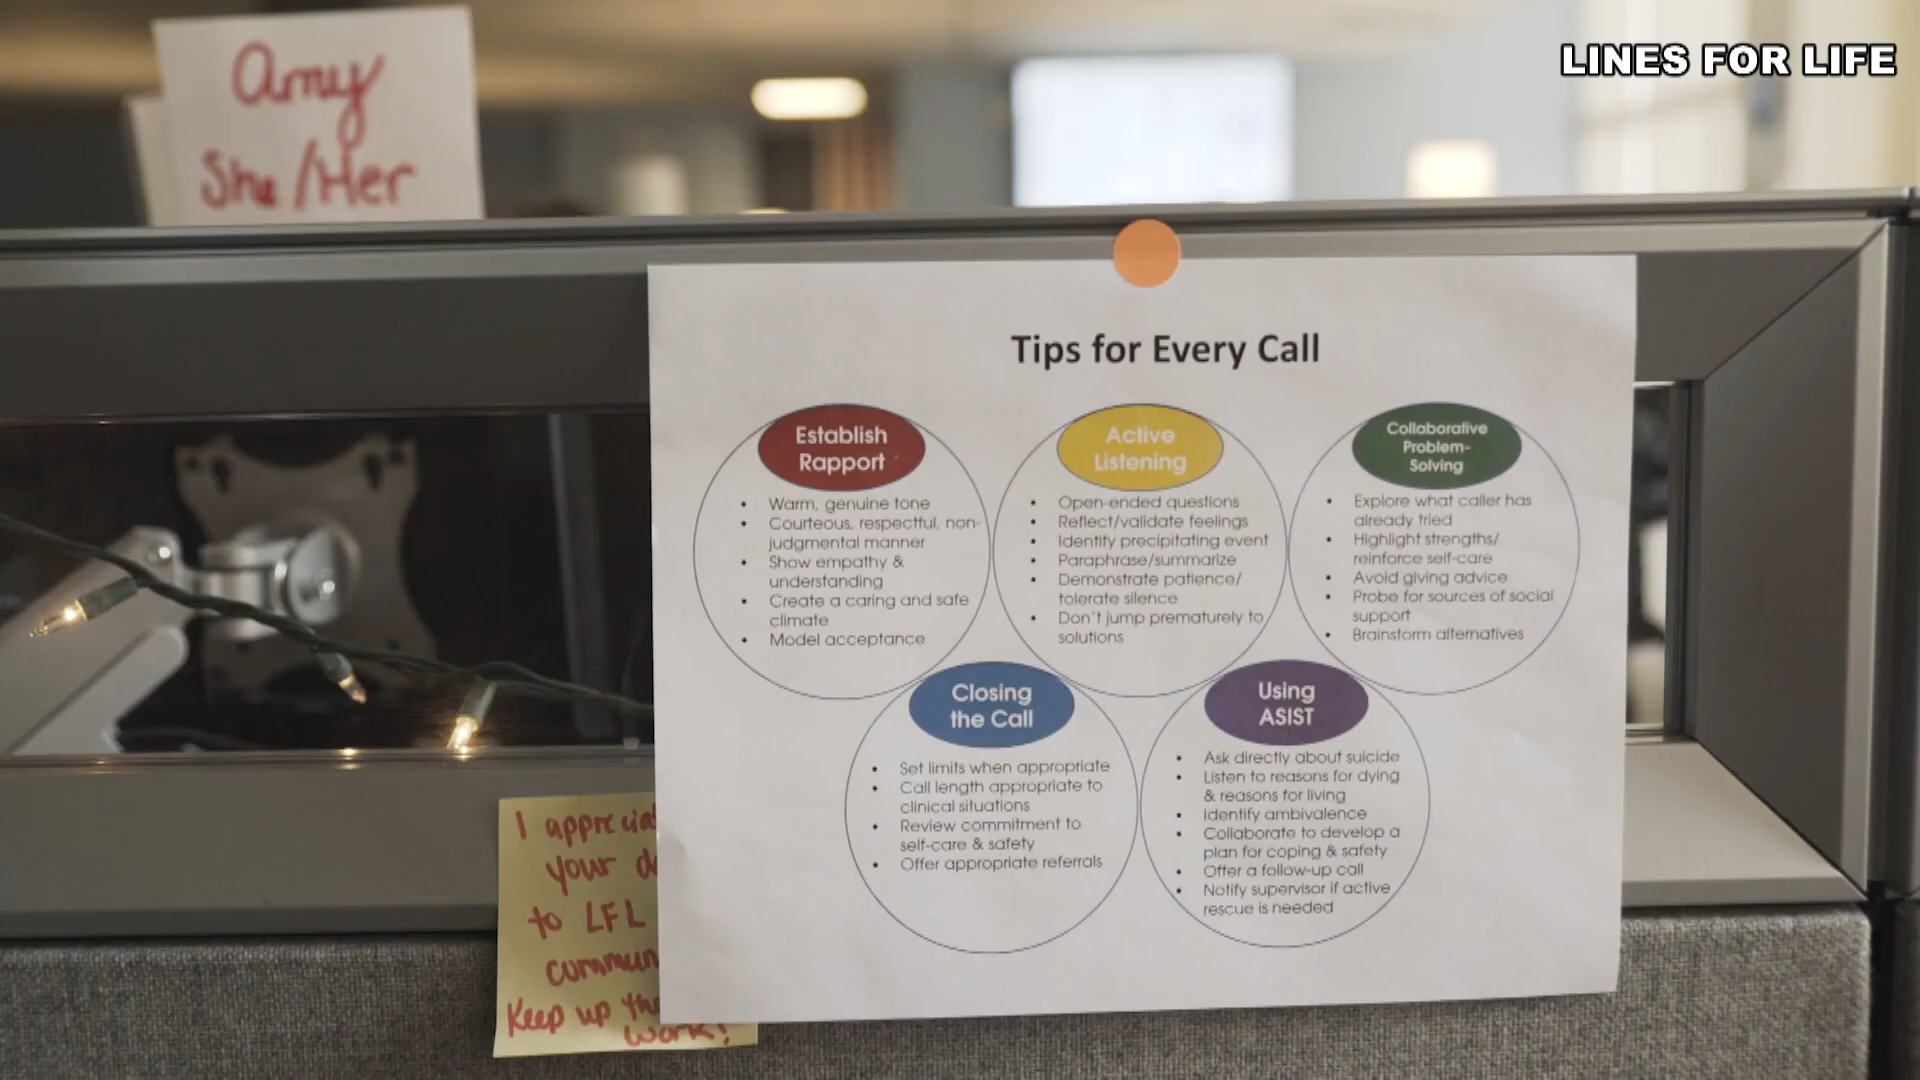 LINES FOR LIFE
Amy
She/Her
Tips for Every Call
Establish
Rapport
• Warm, genuine tone
• Courteous, respectful, non-
judgmental manner
• Show empathy &
understanding
• Create a caring and safe
climate
• Model acceptance
Active
Listening
• Open-ended questions
• Reflect/validate feelings
• Identify precipitating event
• Paraphrase/summarize
• Demonstrate patience/
tolerate silence
• Don't jump prematurely to
solutions
Collaborative
Problem-
Solving
• Explore what caller has
already tried
• Highlight strengths/
reinforce self-care
• Avoid giving advice
• Probe for sources of social
support
• Brainstorm alternatives
Closing
the Call
• Set limits when appropriate
• Call length appropriate to
clinical situations
• Review commitment to
self-care & safety
• Offer appropriate referrals
Using
ASIST
• Ask directly about suicide
• Listen to reasons for dying
& reasons for living
• Identify ambivalence
• Collaborate to develop a
plan for coping & safety
• Offer a follow-up call
• Notify supervisor if active
rescue is needed
I
your
to LFL
Keep up
work!